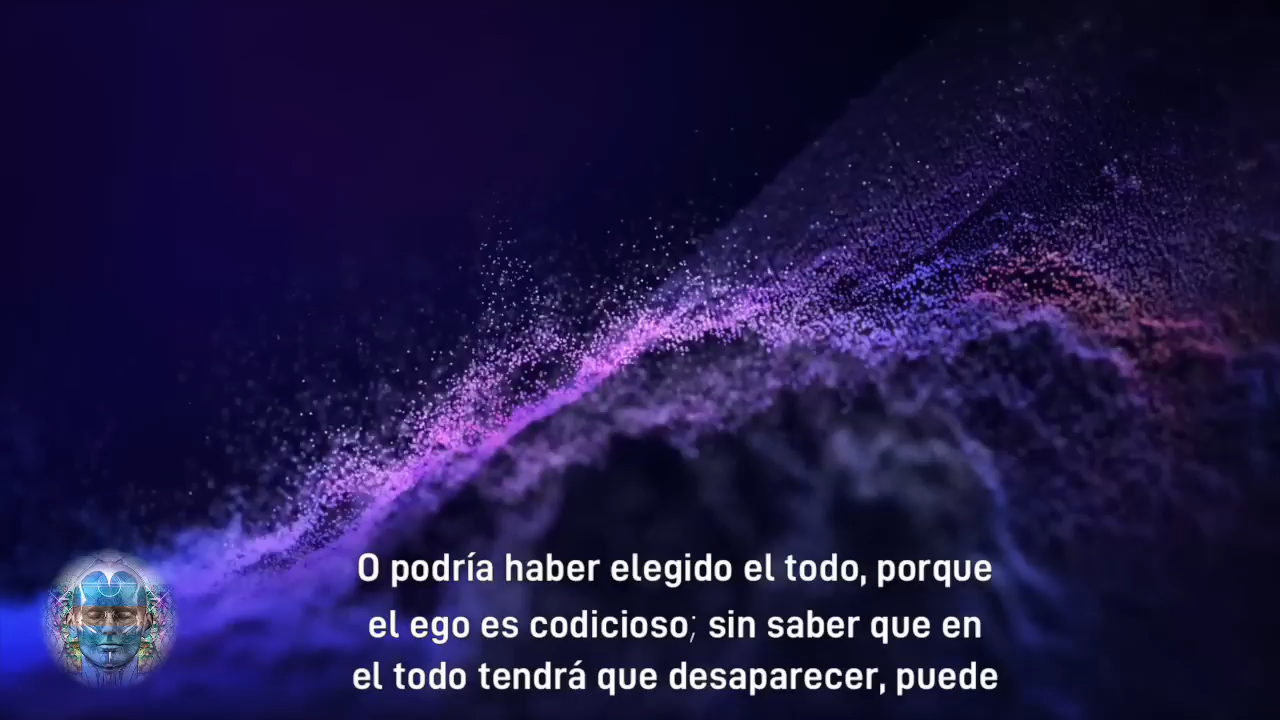 O podría haber elegido el todo, porque
el ego es codicioso; sin saber que en
el todo tendrá que desaparecer, puede